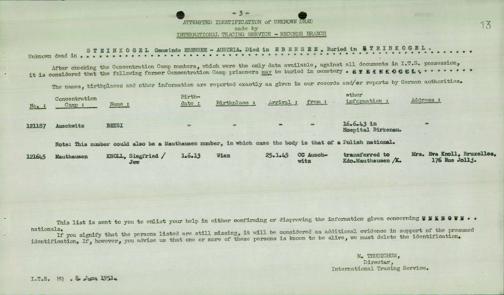 - 3 -
13
ATTEMPTED IDENTIFICATION OF UNKNOWN DEAD
made by
INTERNATIONAL TRACING SERVICE - RECORDS BRANCH
Unknown dead in STEINKOGEL Gemeinde EBENSEE - AUSTRIA. Died in EBENSEE, Buried in STEINKOGEL
After checking the Concentration Camp numbers, which were the only data available, against all documents in I.T.S. possession,
it is considered that the following former Concentration Camp prisoners may be buried in cemetery STEINKOGEL.
The names, birthplaces and other information are reported exactly as given in our records and/or reports by German authorities.
No.: Concentration Camp: Name: Birth-date: Birthplace: Arrival: from: other information: Address:
121187 Auschwitz - - - - 16.6.43 in Hospital Birkenau. -
Note: This number could also be a Mauthausen number, in which case the body is that of a Polish national.
121645 Mauthausen KNOLL, Siegfried / Jew 1.6.13 Wien 25.1.45 CC Auschwitz transferred to Kdo.Mauthausen /K. Mrs. Eva Knoll, Bruxelles, 176 Rue Jolly.
This list is sent to you to enlist your help in either confirming or disproving the information given concerning UNKNOWN
nationals.
If you signify that the persons listed are still missing, it will be considered as additional evidence in support of the presumed
identification. If, however, you advise us that one or more of these persons is known to be alive, we must delete the identification.
Director,
International Tracing Service.
I.T.S. 8. June 1951.